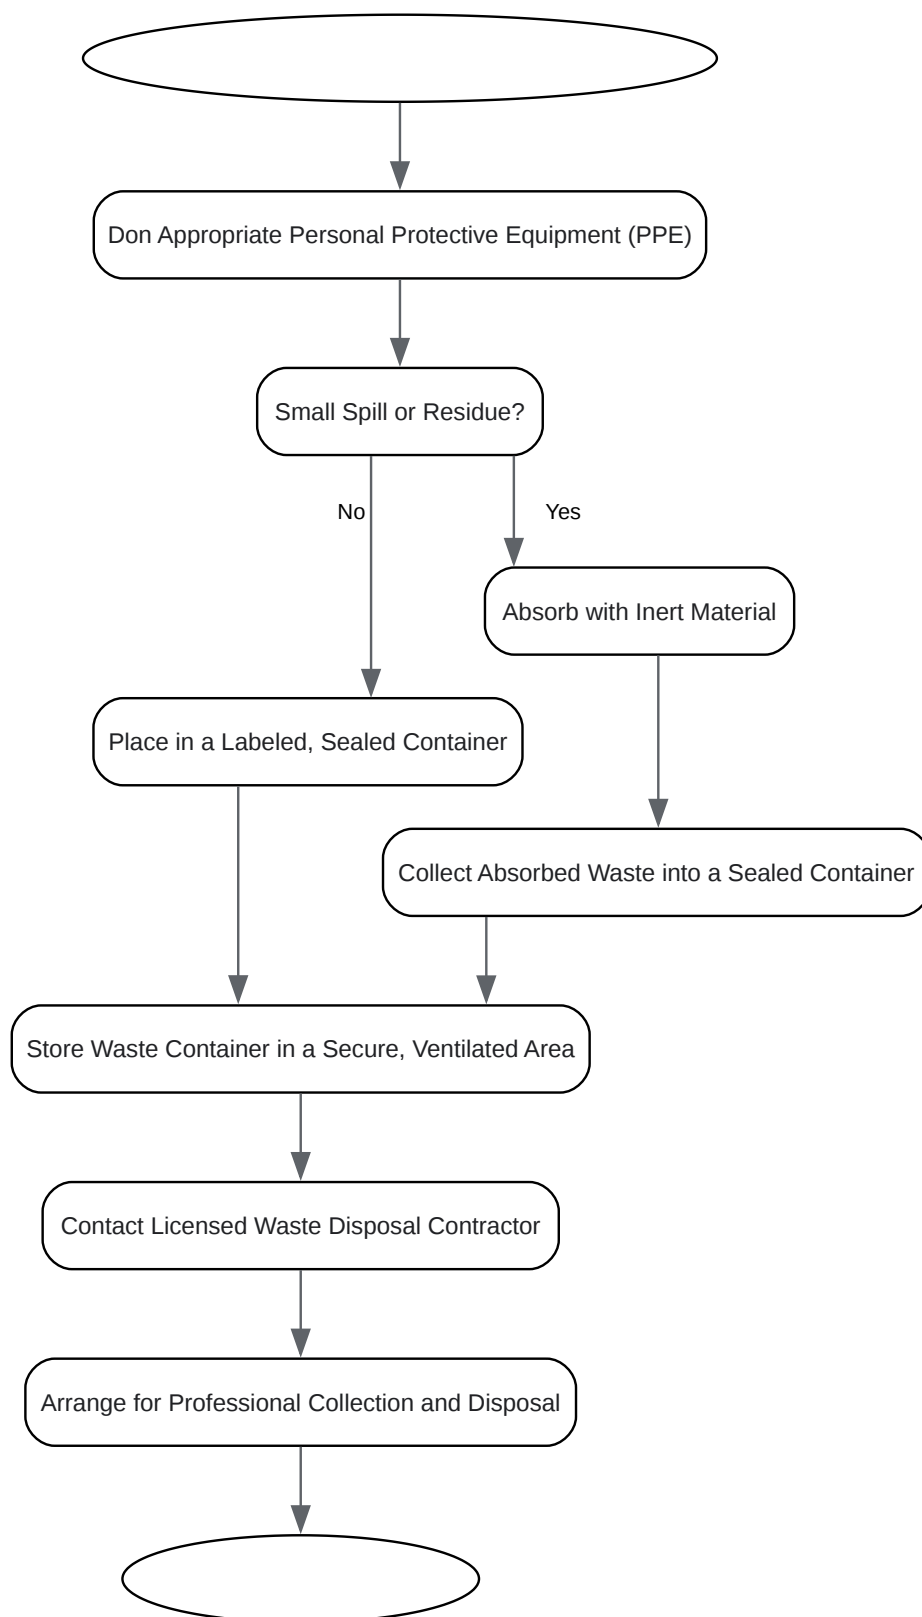 Don Appropriate Personal Protective Equipment (PPE)
Small Spill or Residue?
No
Yes
Absorb with Inert Material
Place in a Labeled, Sealed Container
Collect Absorbed Waste into a Sealed Container
Store Waste Container in a Secure, Ventilated Area
Contact Licensed Waste Disposal Contractor
Arrange for Professional Collection and Disposal